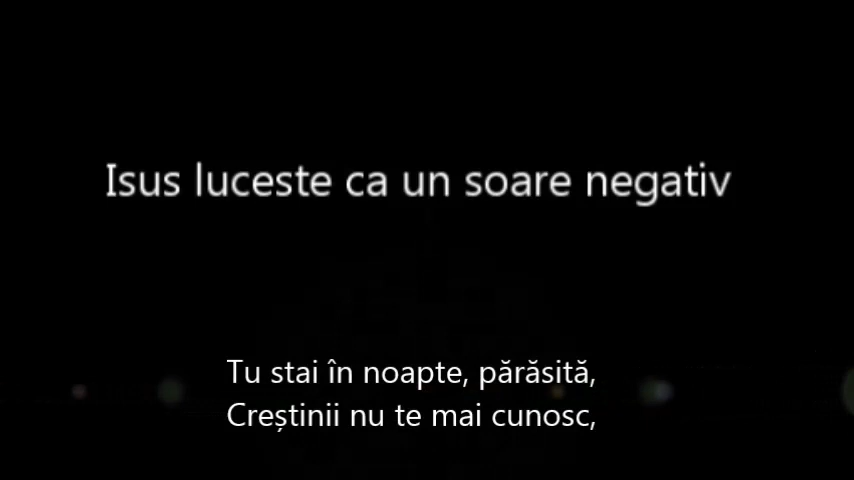 Isus luceste ca un soare negativ
Tu stai în noapte, părăsită,
Creștinii nu te mai cunosc,